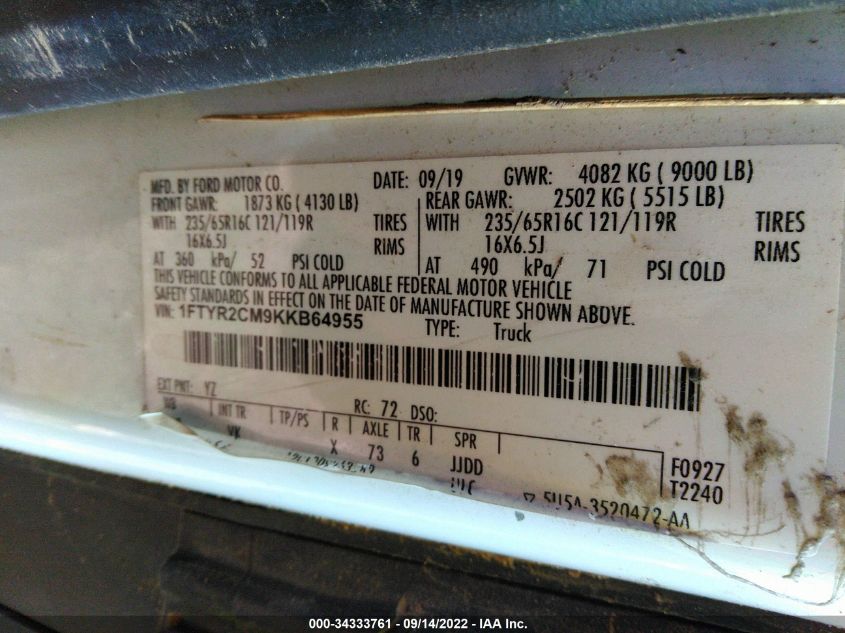 MFD. BY FORD MOTOR CO. DATE: 09/19 GVWR: 4082 KG ( 9000 LB)
FRONT GAWR: 1873 KG ( 4130 LB) REAR GAWR: 2502 KG ( 5515 LB)
WITH 235/65R16C 121/119R TIRES WITH 235/65R16C 121/119R TIRES
16X6.5J RIMS 16X6.5J RIMS
AT 360 kPa/ 52 PSI COLD AT 490 kPa/ 71 PSI COLD
THIS VEHICLE CONFORMS TO ALL APPLICABLE FEDERAL MOTOR VEHICLE
SAFETY STANDARDS IN EFFECT ON THE DATE OF MANUFACTURE SHOWN ABOVE.
VIN: 1FTYR2CM9KKB64955 TYPE: Truck
EXT PNT: YZ RC: 72 DSO:
WB INT TR TP/PS R AXLE TR SPR
VK X 73 6 JJDD F0927
T2240
5U5A-3520472-AA
000-34333761 - 09/14/2022 - IAA Inc.